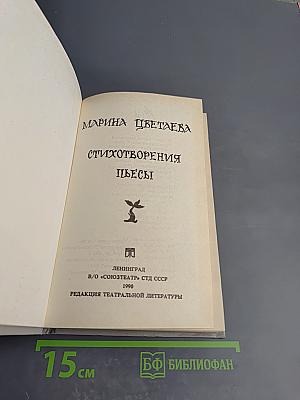 МАРИНА ЦВЕТАЕВА
СТИХОТВОРЕНИЯ
ПЬЕСЫ
ЛЕНИНГРАД
В/О «СОЮЗТЕАТР» СТД СССР
1990
РЕДАКЦИЯ ТЕАТРАЛЬНОЙ ЛИТЕРАТУРЫ
15 см
БФ БИБЛИОФАН